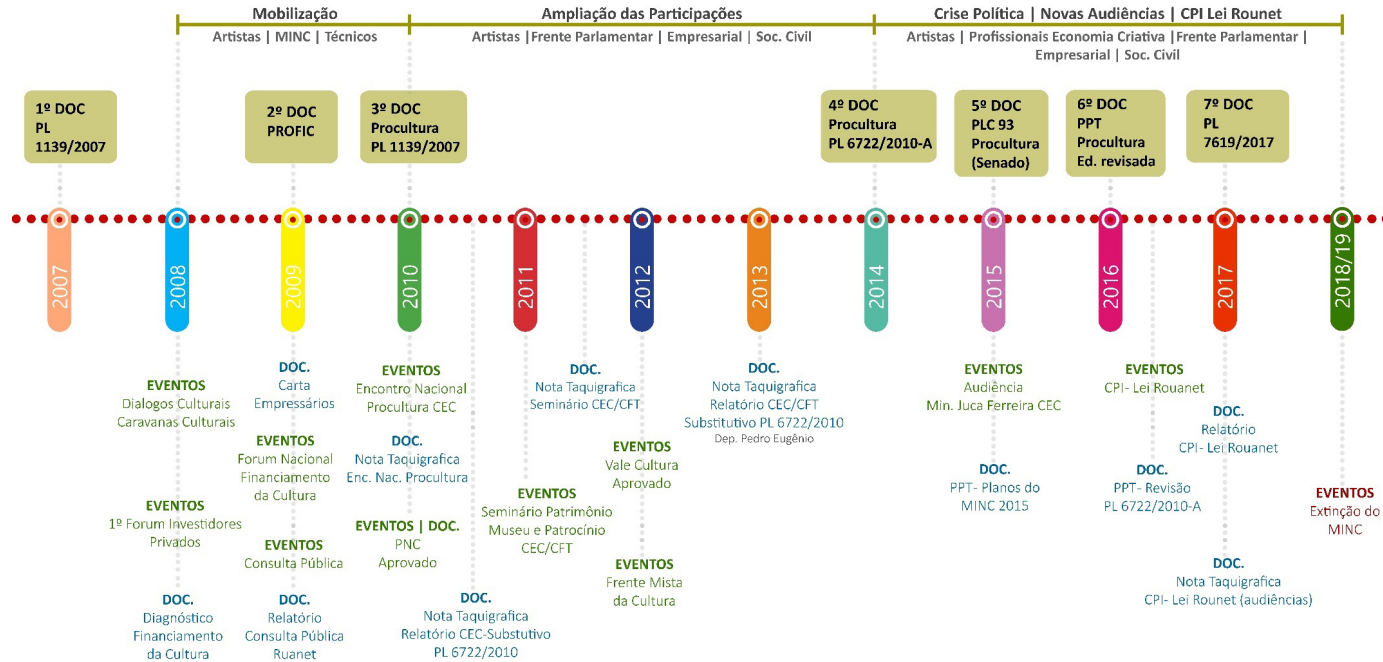 Mobilização
Artistas | MINC | Técnicos
Ampliação das Participações
Artistas |Frente Parlamentar | Empresarial | Soc. Civil
Crise Política | Novas Audiências | CPI Lei Rounet
Artistas | Profissionais Economia Criativa |Frente Parlamentar |
Empresarial | Soc. Civil
1º DOC
PL
1139/2007
2º DOC
PROFIC
3º DOC
Procultura
PL 1139/2007
4º DOC
Procultura
PL 6722/2010-A
5º DOC
PLC 93
Procultura
(Senado)
6º DOC
PPT
Procultura
Ed. revisada
7º DOC
PL
7619/2017
2007
2008
2009
2010
2011
2012
2013
2014
2015
2016
2017
2018/19
EVENTOS
Dialogos Culturais
Caravanas Culturais
EVENTOS
1º Forum Investidores
Privados
DOC.
Diagnóstico
Financiamento
da Cultura
DOC.
Carta
Empressários
EVENTOS
Forum Nacional
Financiamento
da Cultura
EVENTOS
Consulta Pública
DOC.
Relatório
Consulta Pública
Ruanet
EVENTOS
Encontro Nacional
Procultura CEC
DOC.
Nota Taquigrafica
Enc. Nac. Procultura
EVENTOS | DOC.
PNC
Aprovado
DOC.
Nota Taquigrafica
Relatório CEC-Substutivo
PL 6722/2010
EVENTOS
Seminário Patrimônio
Museu e Patrocínio
CEC/CFT
DOC.
Nota Taquigrafica
Seminário CEC/CFT
EVENTOS
Vale Cultura
Aprovado
EVENTOS
Frente Mista
da Cultura
DOC.
Nota Taquigrafica
Relatório CEC/CFT
Substitutivo PL 6722/2010
Dep. Pedro Eugênio
EVENTOS
Audiência
Min. Juca Ferreira CEC
DOC.
PPT- Planos do
MINC 2015
EVENTOS
CPI- Lei Rouanet
DOC.
PPT- Revisão
PL 6722/2010-A
DOC.
Relatório
CPI- Lei Rouanet
DOC.
Nota Taquigrafica
CPI- Lei Rounet (audiências)
EVENTOS
Extinção do
MINC